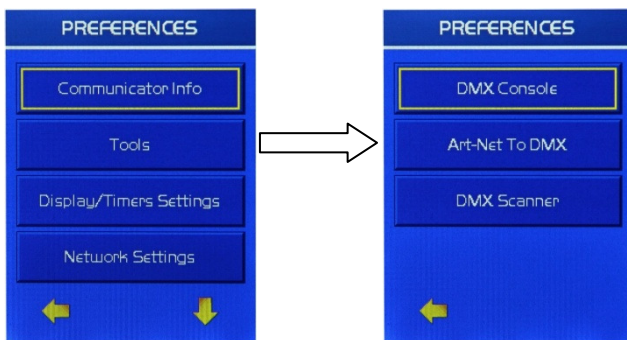 PREFERENCES
Communicator Info
Tools
Display/Timers Settings
Network Settings
PREFERENCES
DMX Console
Art-Net To DMX
DMX Scanner